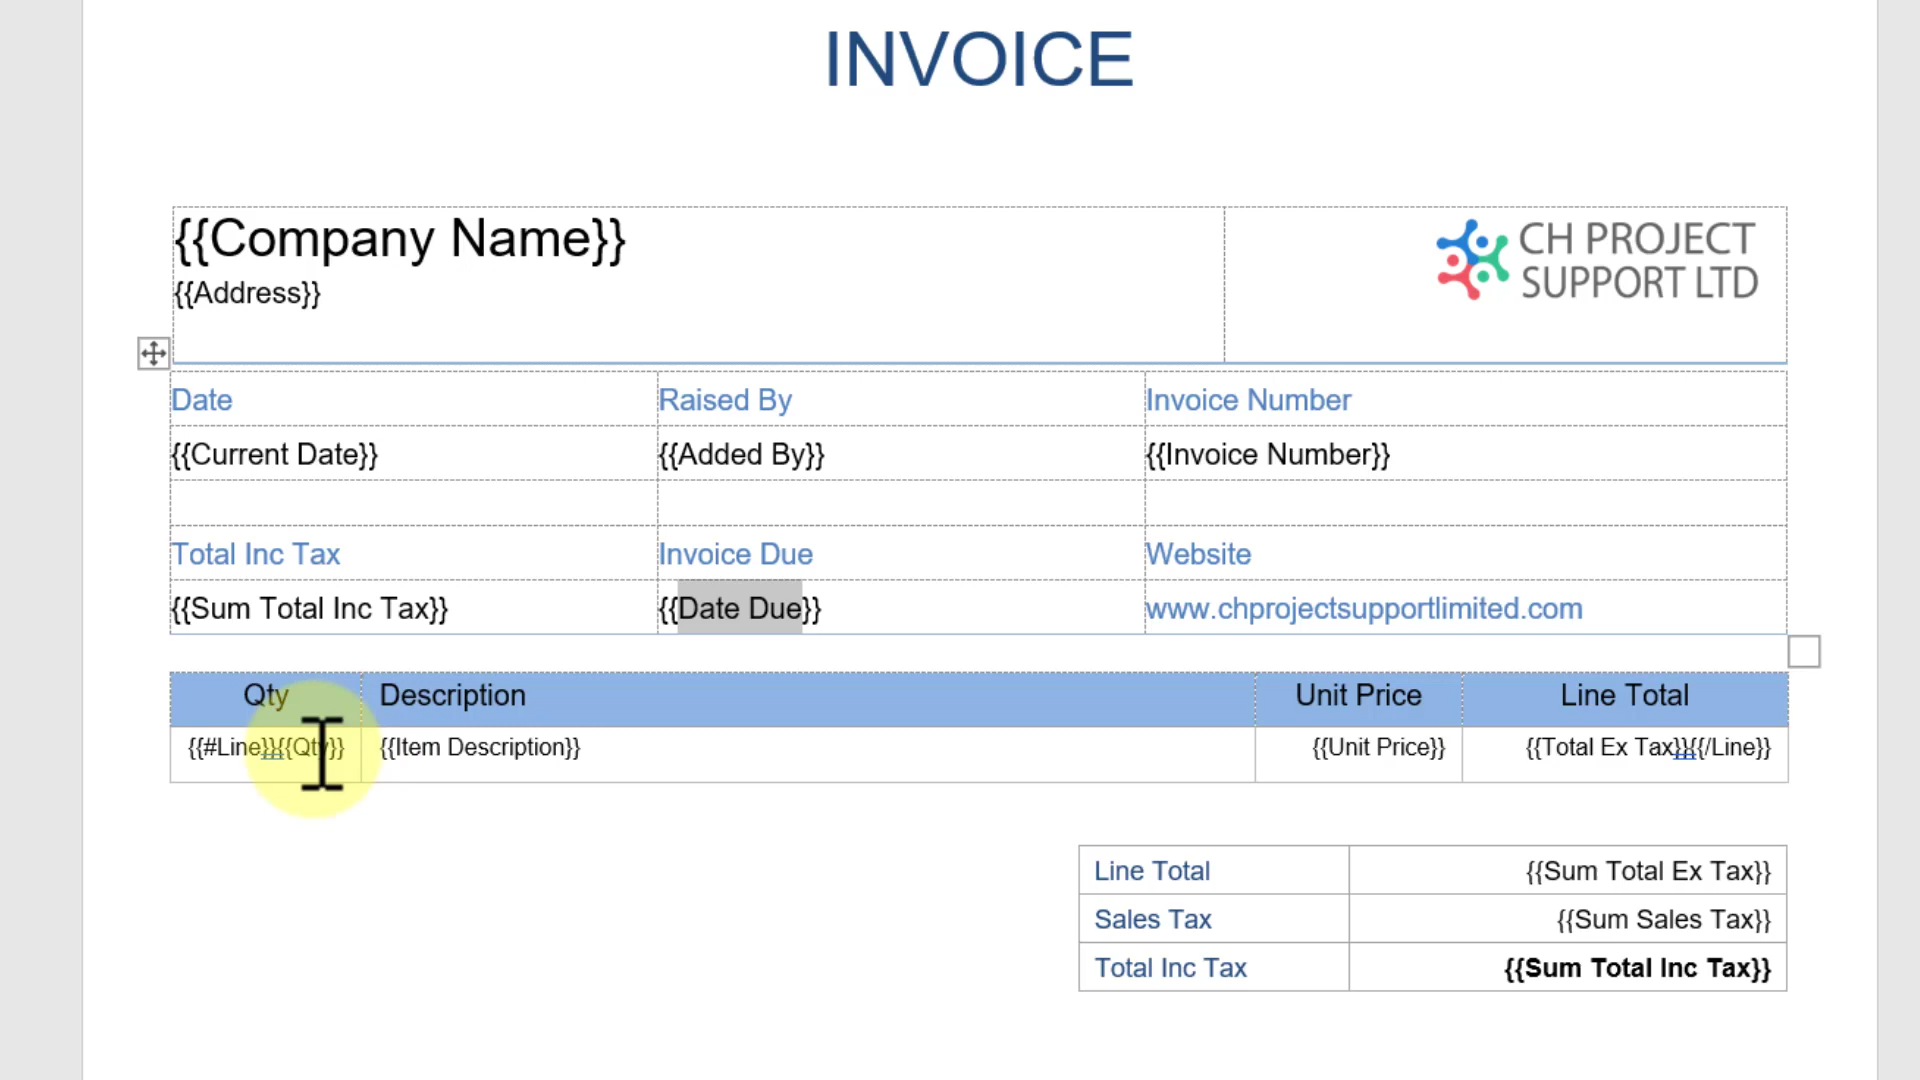 INVOICE
{{Company Name}}
{{Address}}
CH PROJECT
SUPPORT LTD
Date Raised By Invoice Number
{{Current Date}} {{Added By}} {{Invoice Number}}
Total Inc Tax Invoice Due Website
{{Sum Total Inc Tax}} {{Date Due}} www.chprojectsupportlimited.com
Qty Description Unit Price Line Total
{{#Line}}{{Qty}} {{Item Description}} {{Unit Price}} {{Total Ex Tax}}{{/Line}}
Line Total {{Sum Total Ex Tax}}
Sales Tax {{Sum Sales Tax}}
Total Inc Tax {{Sum Total Inc Tax}}